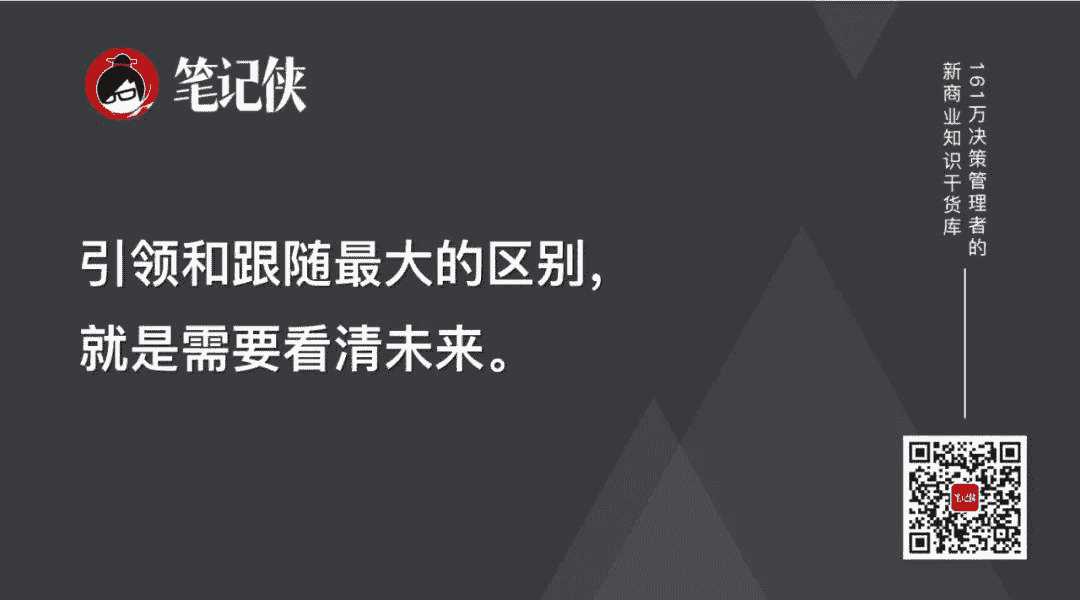 笔记侠
161万决策管理者的
新商业知识干货库
引领和跟随最大的区别，
就是需要看清未来。